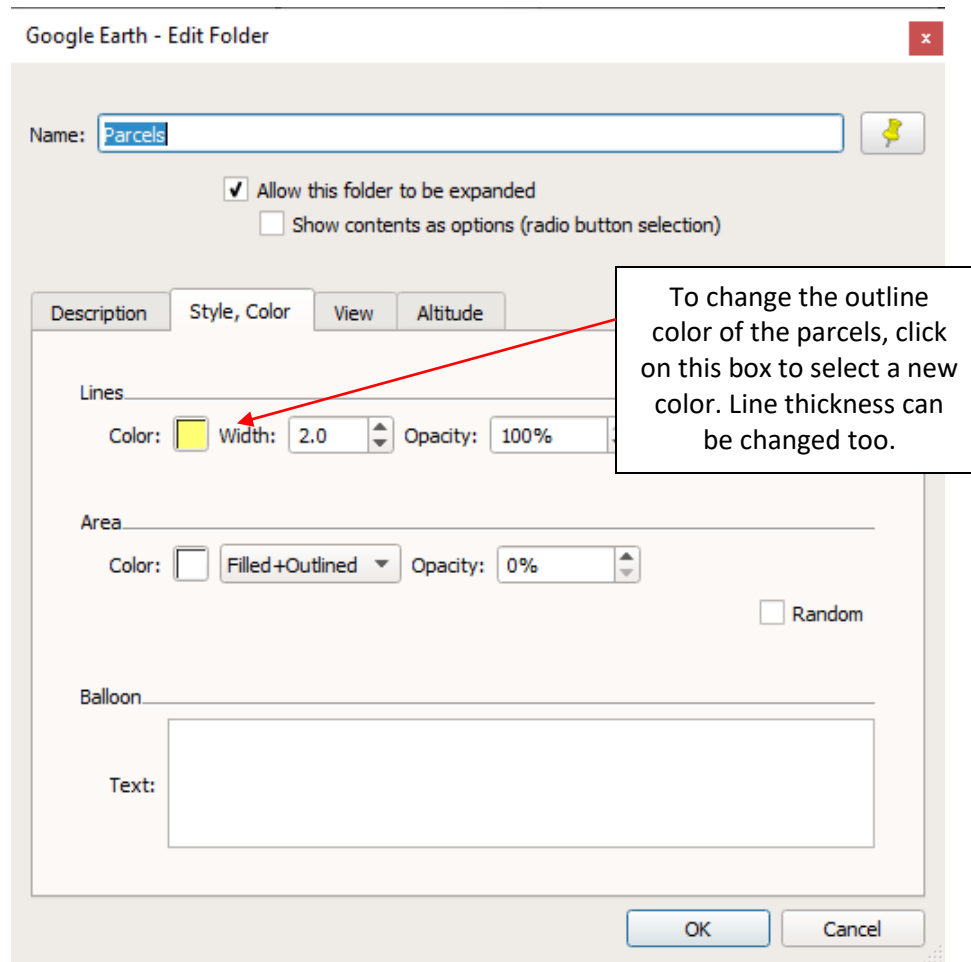 Google Earth - Edit Folder
x
Name: Parcels
Allow this folder to be expanded
Show contents as options (radio button selection)
Description Style, Color View Altitude
To change the outline
color of the parcels, click
on this box to select a new
color. Line thickness can
be changed too.
Lines
Color: Width: 2.0 Opacity: 100%
Area
Color: Filled+Outlined Opacity: 0%
Random
Balloon
Text:
OK Cancel